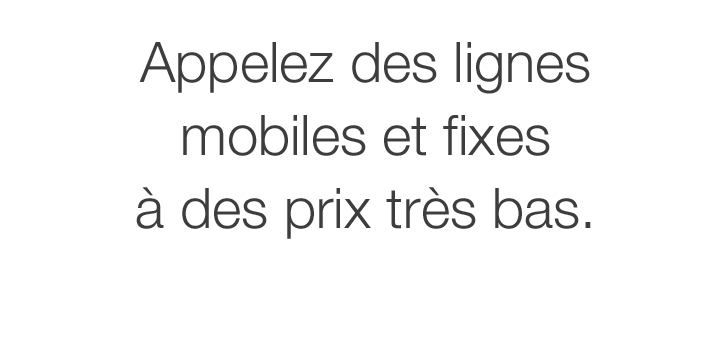 Appelez des lignes
mobiles et fixes
à des prix très bas.